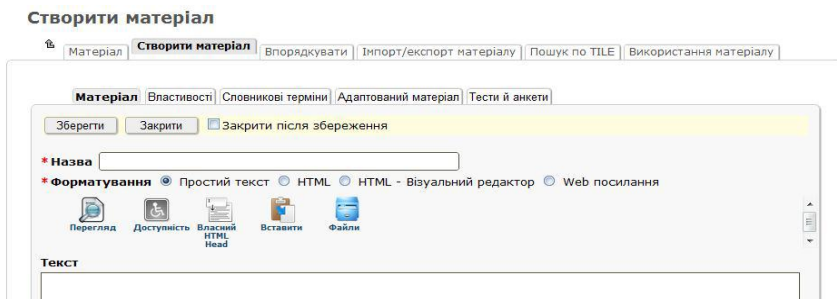 Створити матеріал
Матеріал Створити матеріал Впорядкувати Імпорт/експорт матеріалу Пошук по TILE Використання матеріалу
Матеріал Властивості Словникові терміни Адаптований матеріал Тести й анкети
Зберегти Закрити Закрити після збереження
*Назва
*Форматування Простий текст HTML HTML - Візуальний редактор Web посилання
Перегляд Доступність Власний HTML Head Вставити Файли
Текст